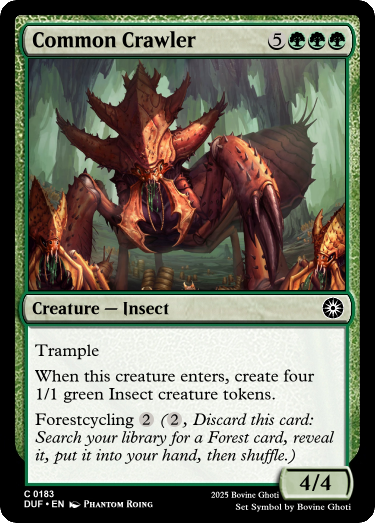 Common Crawler 5
Creature — Insect
Trample
When this creature enters, create four
1/1 green Insect creature tokens.
Forestcycling 2 (2, Discard this card:
Search your library for a Forest card, reveal
it, put it into your hand, then shuffle.)
4/4
C 0183
DUF • EN Phantom Roing
2025 Bovine Ghoti
Set Symbol by Bovine Ghoti